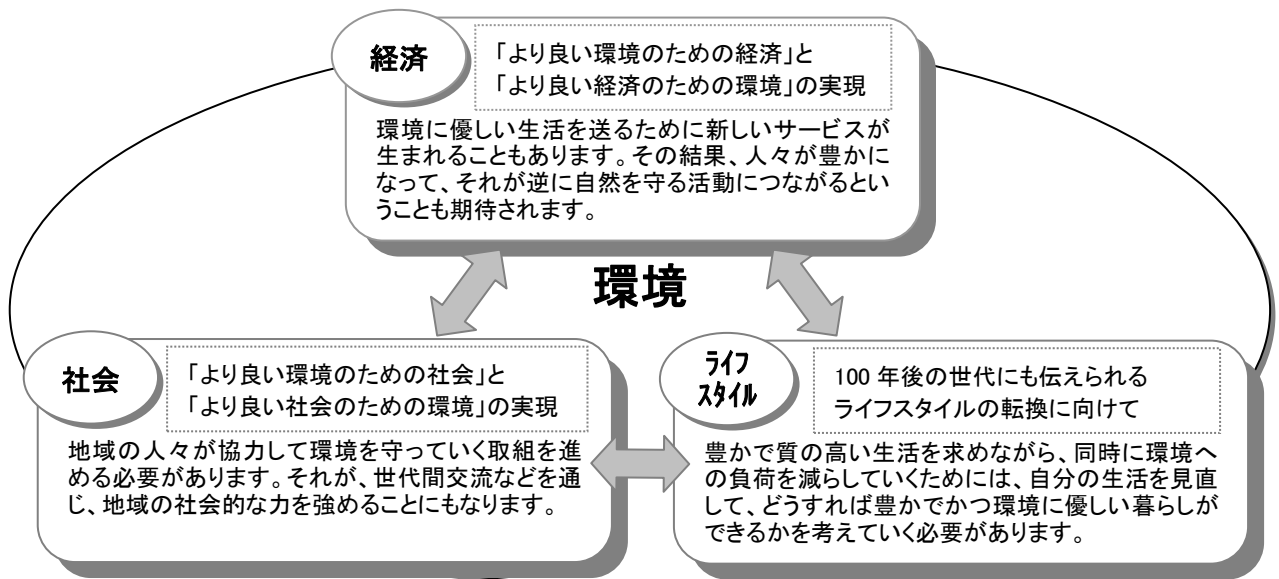 経済
「より良い環境のための経済」と
「より良い経済のための環境」の実現
環境に優しい生活を送るために新しいサービスが
生まれることもあります。その結果、人々が豊かに
なって、それが逆に自然を守る活動につながるとい
うことも期待されます。
環境
社会
「より良い環境のための社会」と
「より良い社会のための環境」の実現
地域の人々が協力して環境を守っていく取組を進
める必要があります。それが、世代間交流などを通
じ、地域の社会的な力を強めることにもなります。
ライフ
スタイル
100 年後の世代にも伝えられる
ライフスタイルの転換に向けて
豊かで質の高い生活を求めながら、同時に環境へ
の負荷を減らしていくためには、自分の生活を見直
して、どうすれば豊かでかつ環境に優しい暮らしが
できるかを考えていく必要があります。